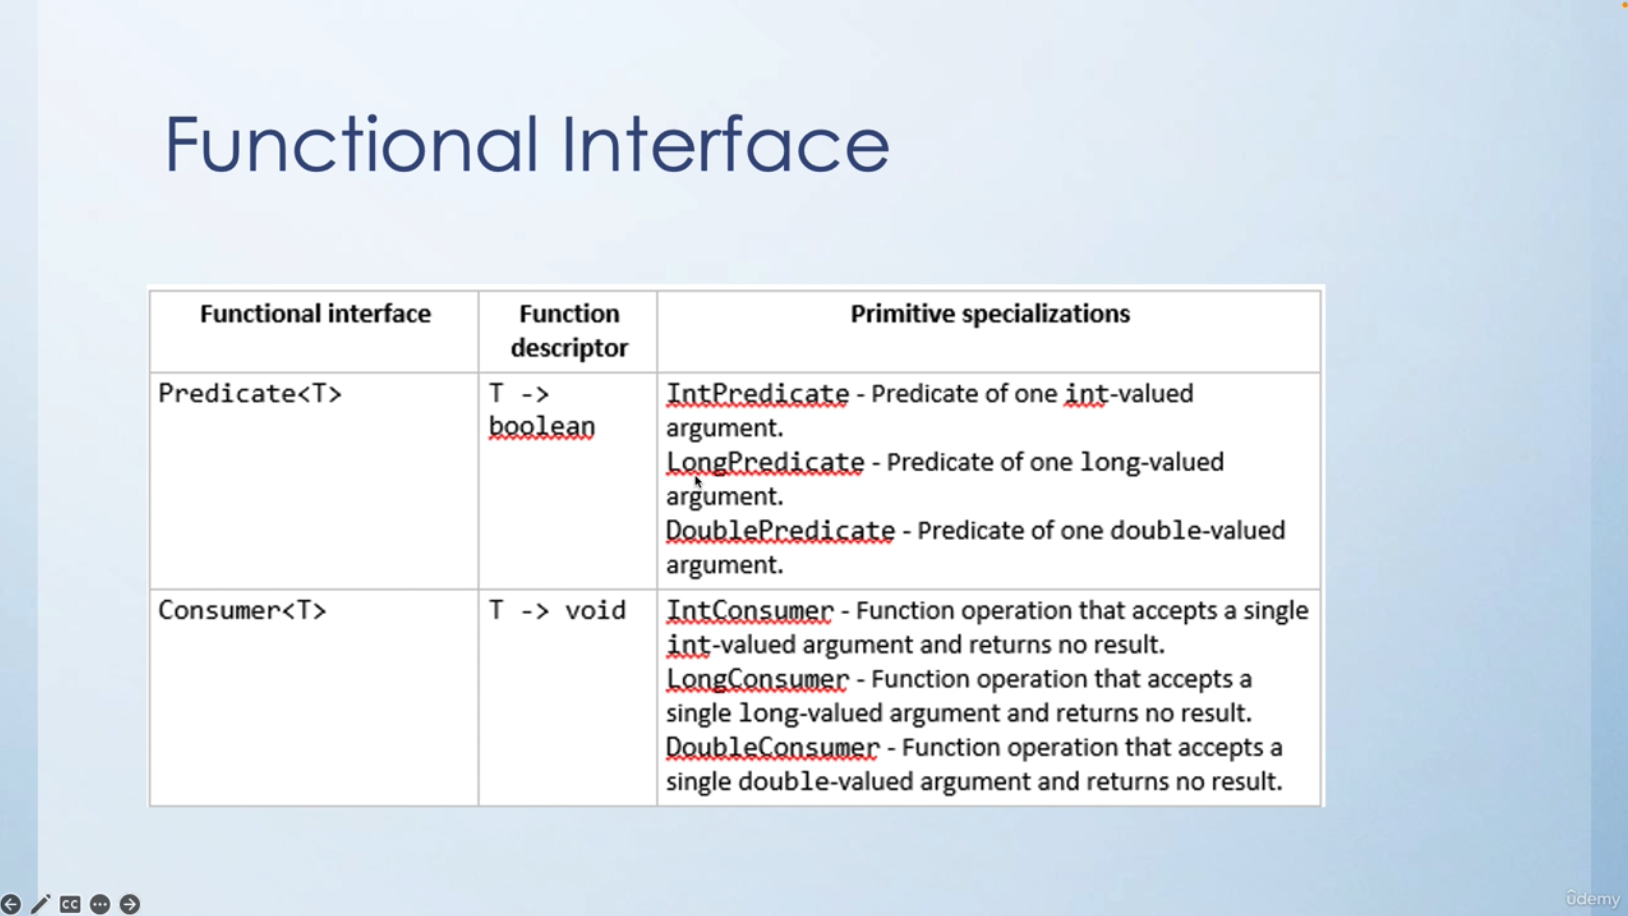 Functional Interface
Functional interface
Function
descriptor
Primitive specializations
Predicate<T>
T ->
boolean
IntPredicate - Predicate of one int-valued
argument.
LongPredicate - Predicate of one long-valued
argument.
DoublePredicate - Predicate of one double-valued
argument.
Consumer<T>
T -> void
IntConsumer - Function operation that accepts a single
int-valued argument and returns no result.
LongConsumer - Function operation that accepts a
single long-valued argument and returns no result.
DoubleConsumer - Function operation that accepts a
single double-valued argument and returns no result.
CC
ûdemy